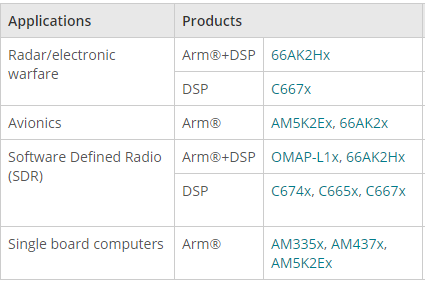 Applications Products
Radar/electronic warfare Arm®+DSP 66AK2Hx
DSP C667x
Avionics Arm® AM5K2Ex, 66AK2x
Software Defined Radio (SDR) Arm®+DSP OMAP-L1x, 66AK2Hx
DSP C674x, C665x, C667x
Single board computers Arm® AM335x, AM437x, AM5K2Ex